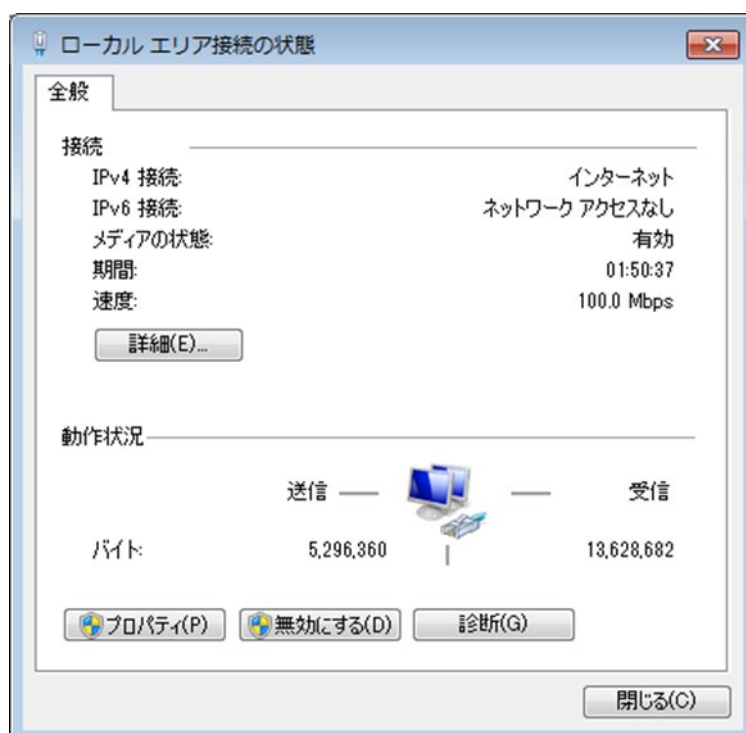 ローカル エリア接続の状態
全般
接続
IPv4 接続: インターネット
IPv6 接続: ネットワーク アクセスなし
メディアの状態: 有効
期間: 01:50:37
速度: 100.0 Mbps
詳細(E)...
動作状況
送信 受信
バイト: 5,296,360 13,628,682
プロパティ(P) 無効にする(D) 診断(G)
閉じる(C)